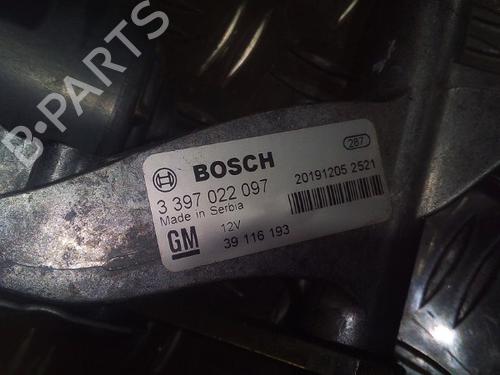 B-PARTS
BOSCH
287
3 397 022 097
20191205 2521
Made in Serbia
12V
GM
39 116 193